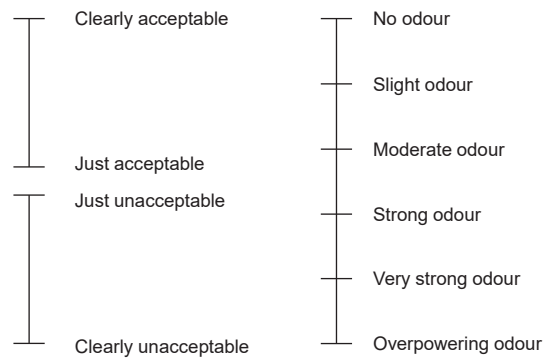 Clearly acceptable
Just acceptable
Just unacceptable
Clearly unacceptable
No odour
Slight odour
Moderate odour
Strong odour
Very strong odour
Overpowering odour